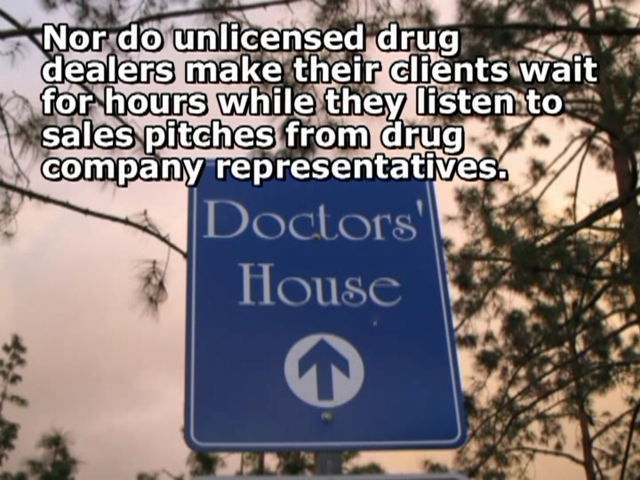 Nor do unlicensed drug
dealers make their clients wait
for hours while they listen to
sales pitches from drug
company representatives.
Doctors'
House